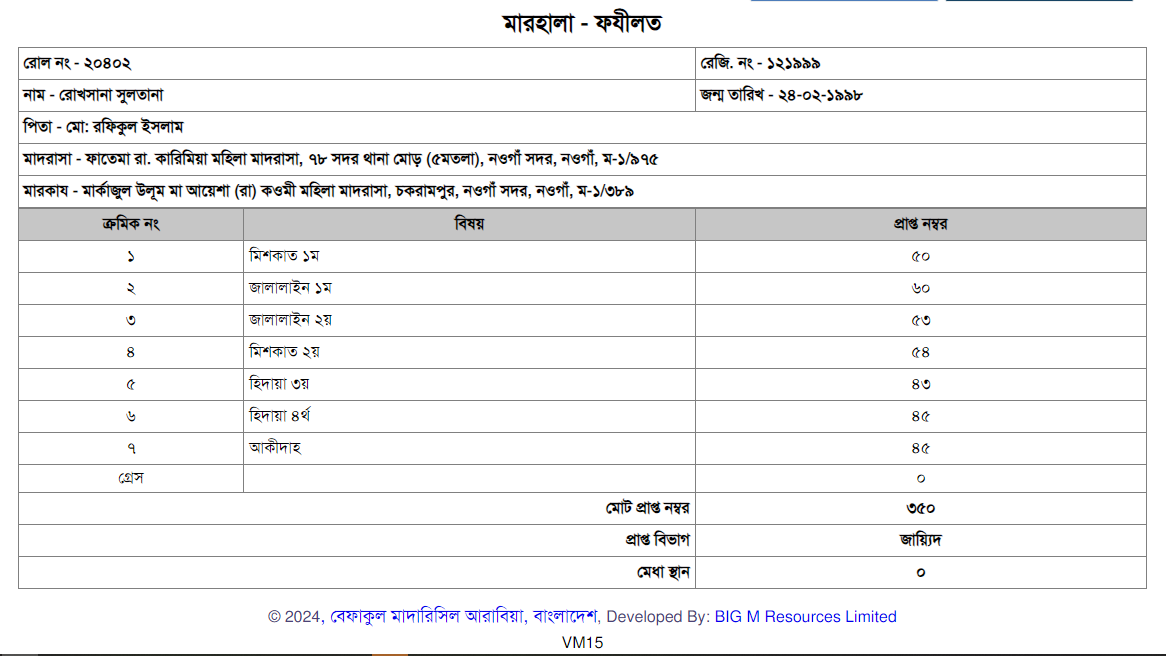 মারহালা - ফযীলত
রোল নং - ২০৪০২ রেজি. নং - ১২১৯৯৯
নাম - রোখসানা সুলতানা জন্ম তারিখ - ২৪-০২-১৯৯৮
পিতা - মো: রফিকুল ইসলাম
মাদরাসা - ফাতেমা রা. কারিমিয়া মহিলা মাদরাসা, ৭৮ সদর থানা মোড় (৫মতলা), নওগাঁ সদর, নওগাঁ, ম-১/৯৭৫
মারকায - মার্কাজুল উলূম মা আয়েশা (রা) কওমী মহিলা মাদরাসা, চকরামপুর, নওগাঁ সদর, নওগাঁ, ম-১/৩৮৯
ক্রমিক নং বিষয় প্রাপ্ত নম্বর
১ মিশকাত ১ম ৫০
২ জালালাইন ১ম ৬০
৩ জালালাইন ২য় ৫৩
৪ মিশকাত ২য় ৫৪
৫ হিদায়া ৩য় ৪৩
৬ হিদায়া ৪র্থ ৪৫
৭ আকীদাহ ৪৫
গ্রেস ০
মোট প্রাপ্ত নম্বর ৩৫০
প্রাপ্ত বিভাগ জায়্যিদ
মেধা স্থান ০
© 2024, বেফাকুল মাদারিসিল আরাবিয়া, বাংলাদেশ, Developed By: BIG M Resources Limited
VM15